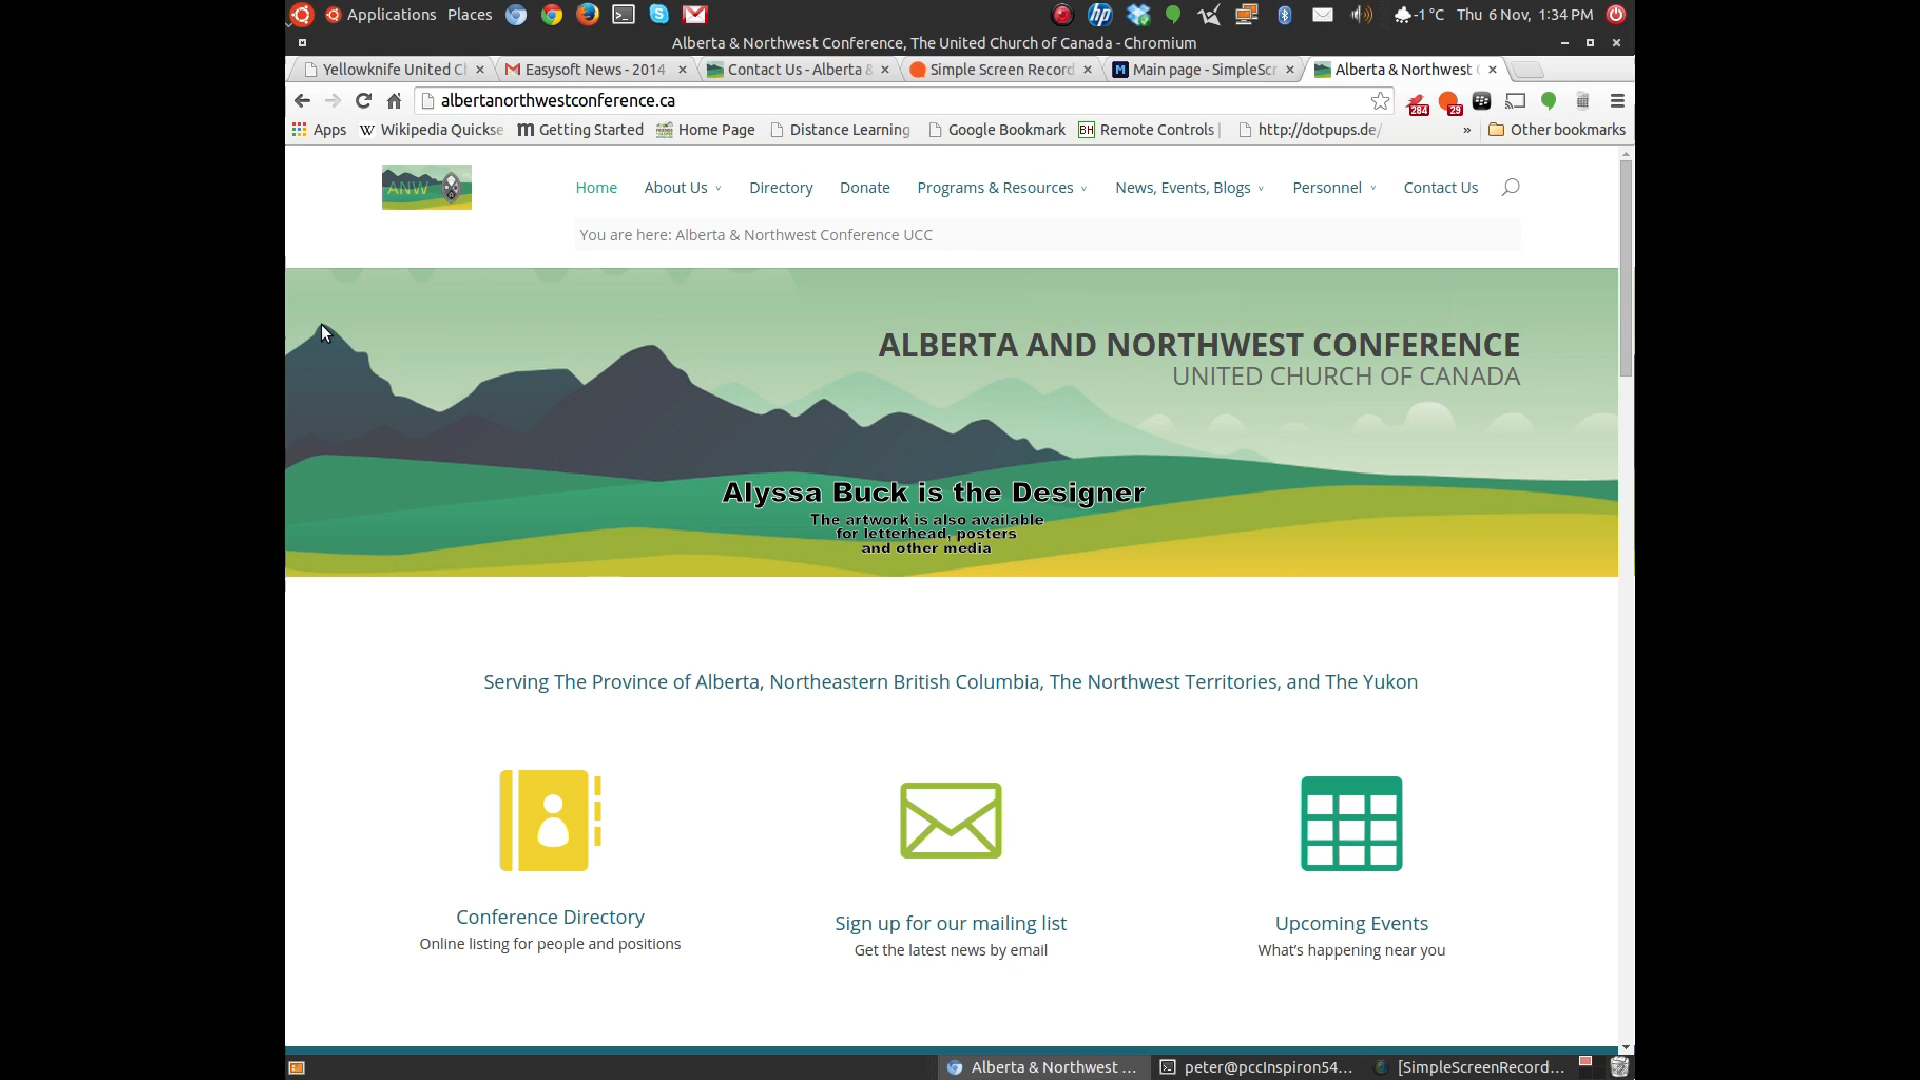 Applications Places -1 °C Thu 6 Nov, 1:34 PM
Alberta & Northwest Conference, The United Church of Canada - Chromium
Yellowknife United Cl Easysoft News - 2014 Contact Us - Alberta & Simple Screen Record Main page - SimpleScr Alberta & Northwest
albertanorthwestconference.ca 284 29
Apps Wikipedia Quickse Getting Started Home Page Distance Learning Google Bookmark BH Remote Controls | http://dotpups.de/ » Other bookmarks
ANW
Home About Us Directory Donate Programs & Resources News, Events, Blogs Personnel Contact Us
You are here: Alberta & Northwest Conference UCC
ALBERTA AND NORTHWEST CONFERENCE
UNITED CHURCH OF CANADA
Alyssa Buck is the Designer
The artwork is also available
for letterhead, posters
and other media
Serving The Province of Alberta, Northeastern British Columbia, The Northwest Territories, and The Yukon
Conference Directory
Online listing for people and positions
Sign up for our mailing list
Get the latest news by email
Upcoming Events
What's happening near you
Alberta & Northwest ... peter@pccInspiron54... [SimpleScreenRecord...